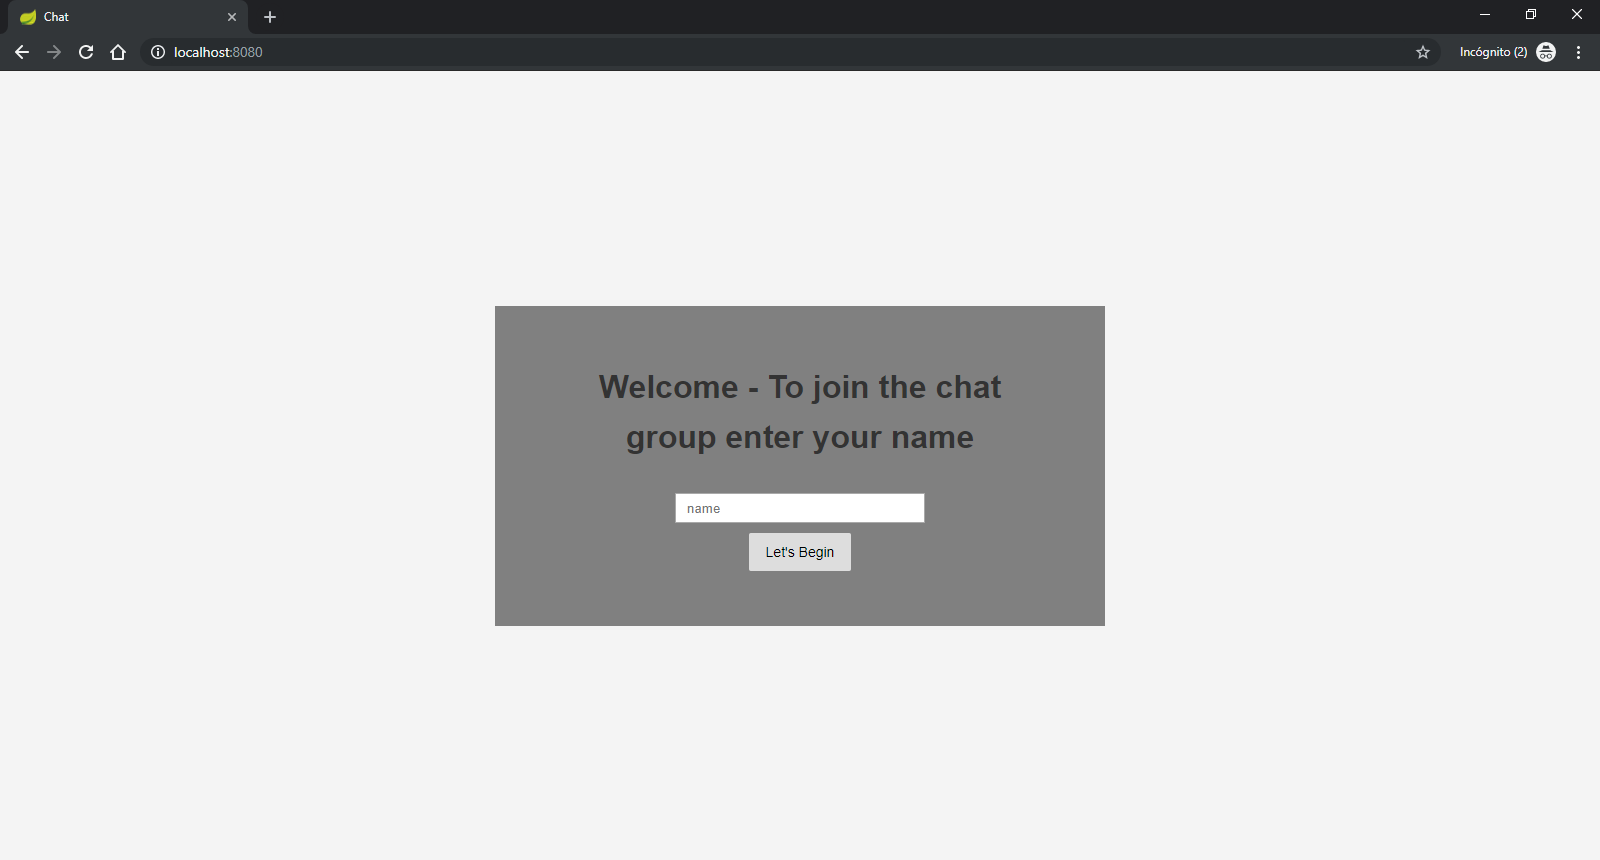 Chat
localhost:8080
Incógnito (2)
Welcome - To join the chat
group enter your name
name
Let's Begin